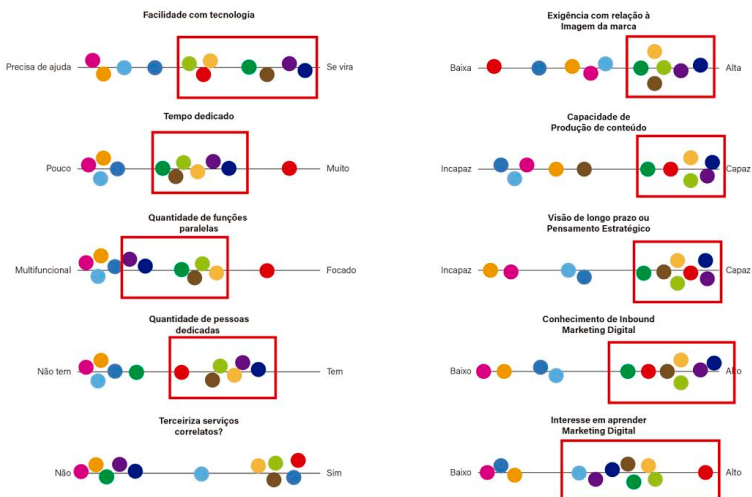 Facilidade com tecnologia
Precisa de ajuda
Se vira
Tempo dedicado
Pouco
Muito
Quantidade de funções
paralelas
Multifuncional
Focado
Quantidade de pessoas
dedicadas
Não tem
Tem
Terceiriza serviços
correlatos?
Não
Sim
Exigência com relação à
Imagem da marca
Baixa
Alta
Capacidade de
Produção de conteúdo
Incapaz
Capaz
Visão de longo prazo ou
Pensamento Estratégico
Incapaz
Capaz
Conhecimento de Inbound
Marketing Digital
Baixo
Alto
Interesse em aprender
Marketing Digital
Baixo
Alto